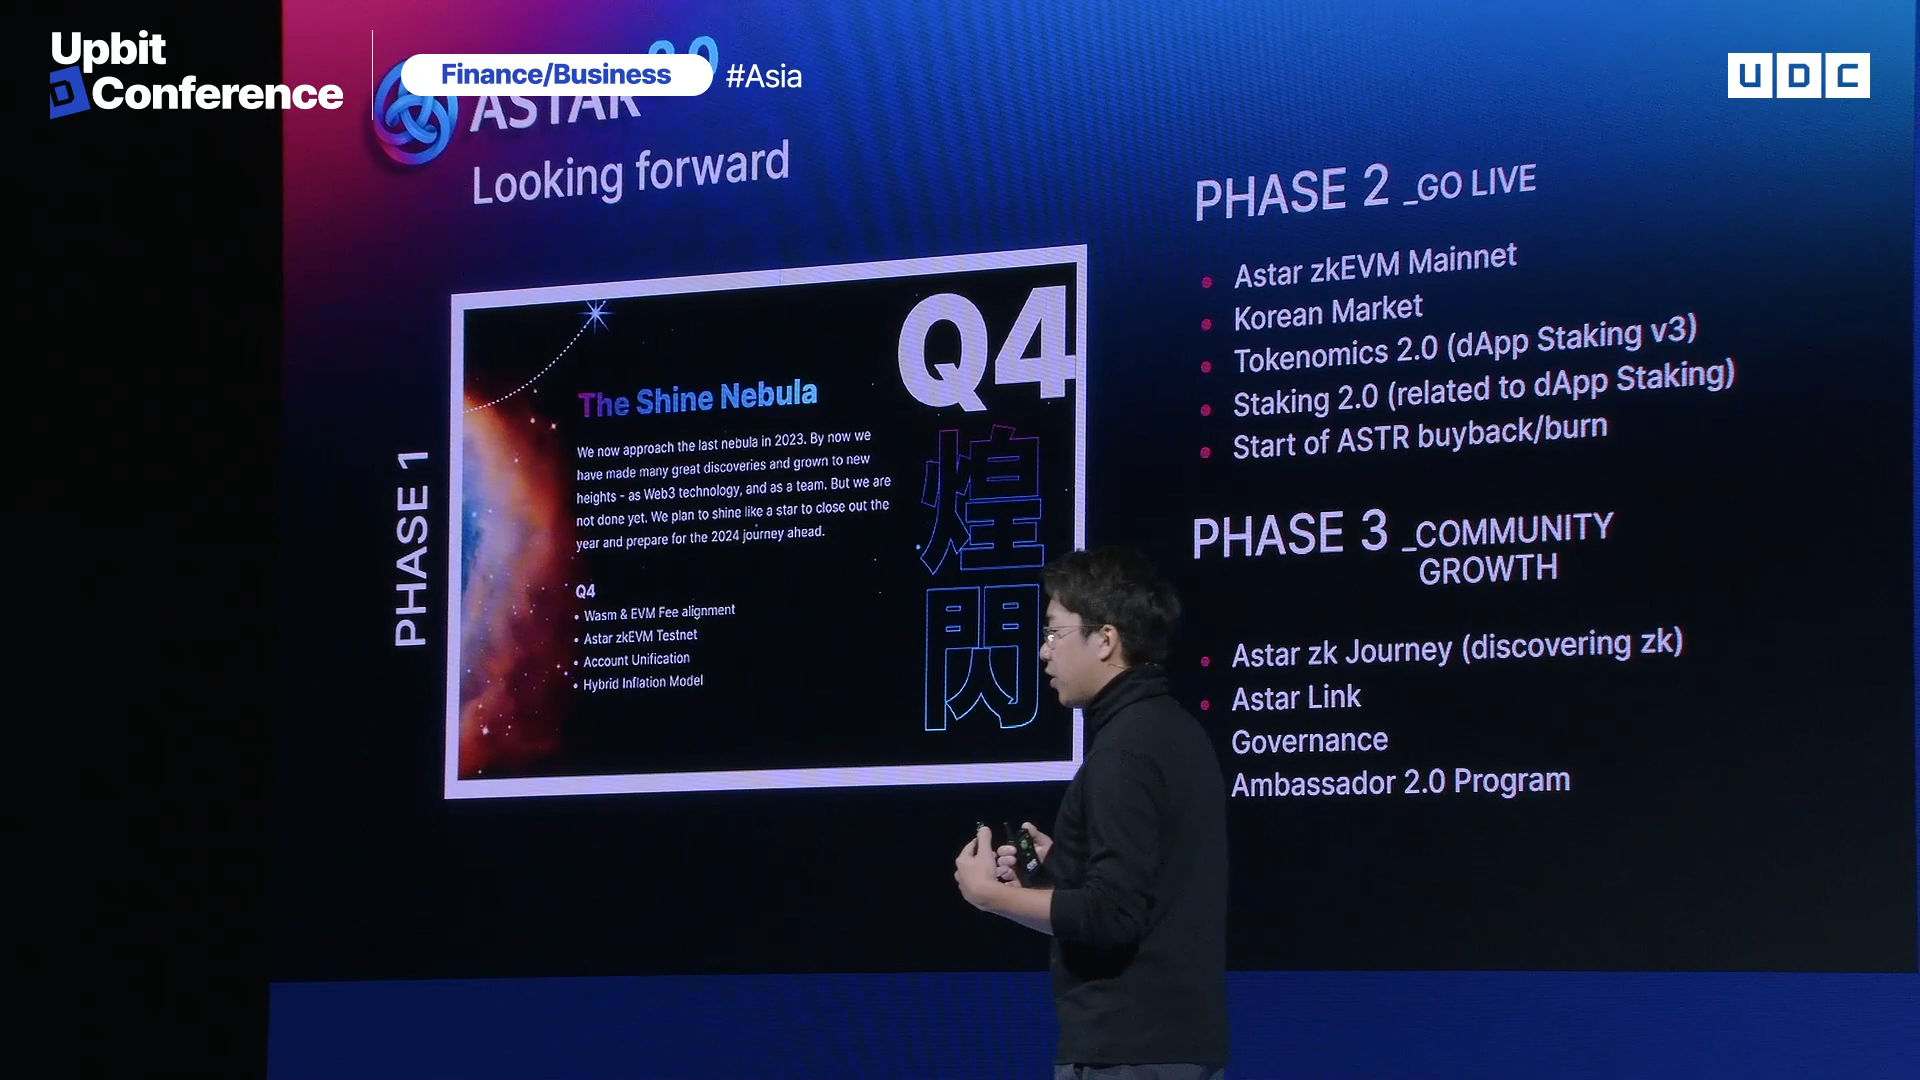 Upbit
D Conference
Finance/Business
#Asia
UDC
ASTAR 2.0
Looking forward
PHASE 1
Q4
煌
閃
The Shine Nebula
We now approach the last nebula in 2023. By now we
have made many great discoveries and grown to new
heights - as Web3 technology, and as a team. But we are
not done yet. We plan to shine like a star to close out the
year and prepare for the 2024 journey ahead.
Q4
• Wasm & EVM Fee alignment
• Astar zkEVM Testnet
• Account Unification
• Hybrid Inflation Model
PHASE 2 _GO LIVE
• Astar zkEVM Mainnet
• Korean Market
• Tokenomics 2.0 (dApp Staking v3)
• Staking 2.0 (related to dApp Staking)
• Start of ASTR buyback/burn
PHASE 3 _COMMUNITY
GROWTH
• Astar zk Journey (discovering zk)
• Astar Link
Governance
Ambassador 2.0 Program